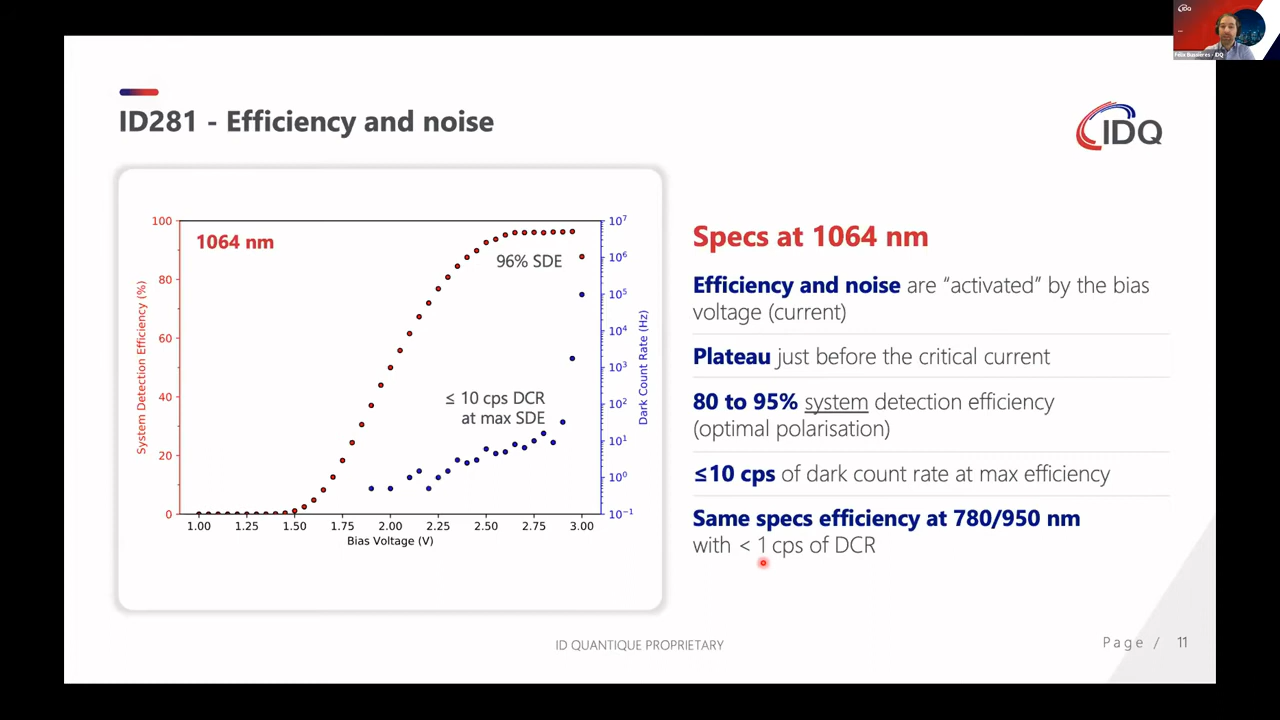 IDQ
Felix Bussieres - IDQ
ID281 - Efficiency and noise
IDQ
1064 nm
96% SDE
≤ 10 cps DCR
at max SDE
System Detection Efficiency (%)
100
80
60
40
20
0
1.00 1.25 1.50 1.75 2.00 2.25 2.50 2.75 3.00
Bias Voltage (V)
10⁷
10⁶
10⁵
10⁴
10³
10²
10¹
10⁰
10⁻¹
Dark Count Rate (Hz)
Specs at 1064 nm
Efficiency and noise are “activated” by the bias
voltage (current)
Plateau just before the critical current
80 to 95% system detection efficiency
(optimal polarisation)
≤10 cps of dark count rate at max efficiency
Same specs efficiency at 780/950 nm
with < 1 cps of DCR
ID QUANTIQUE PROPRIETARY
Page / 11